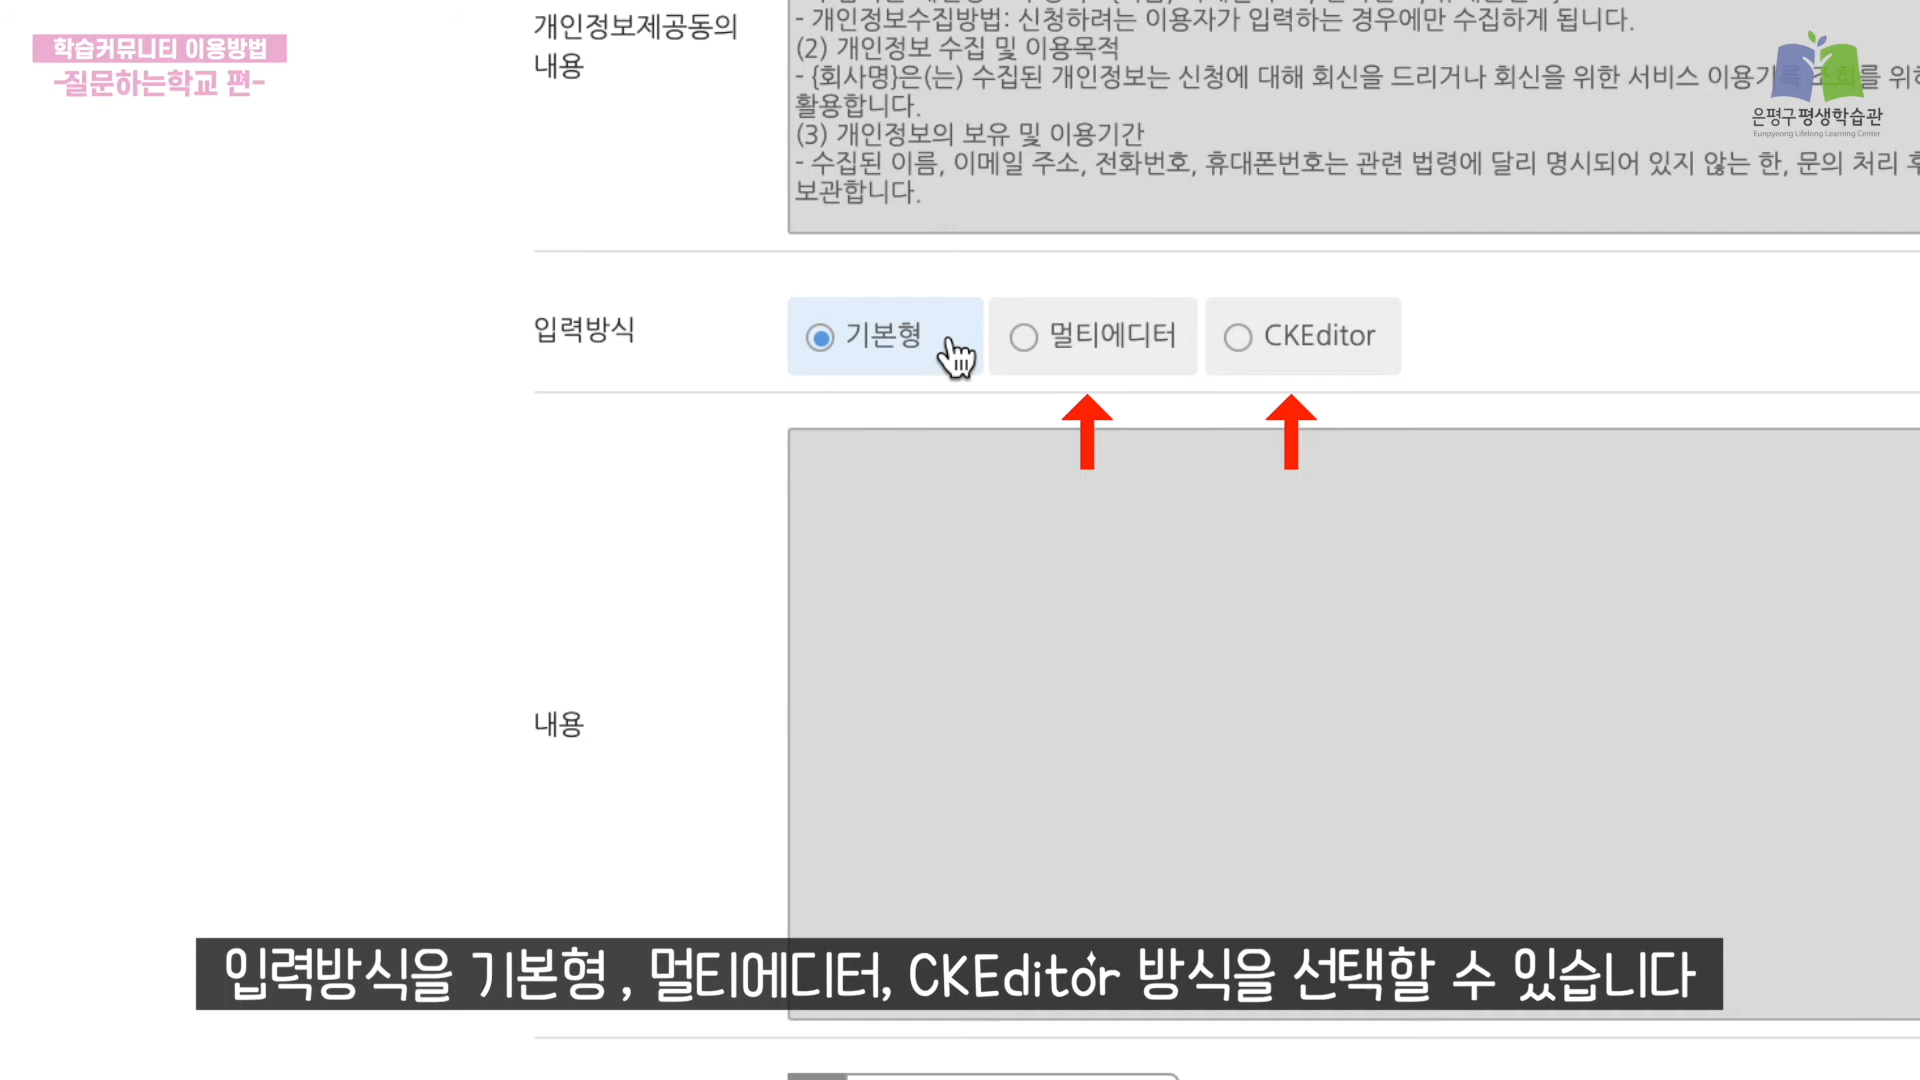 학습커뮤니티 이용방법
-질문하는학교 편-
은평구평생학습관
Eunpyeong Lifelong Learning Center
개인정보제공동의
내용
- 개인정보수집방법: 신청하려는 이용자가 입력하는 경우에만 수집하게 됩니다.
(2) 개인정보 수집 및 이용목적
- {회사명}은(는) 수집된 개인정보는 신청에 대해 회신을 드리거나 회신을 위한 서비스 이용기록 조회를 위해
활용합니다.
(3) 개인정보의 보유 및 이용기간
- 수집된 이름, 이메일 주소, 전화번호, 휴대폰번호는 관련 법령에 달리 명시되어 있지 않는 한, 문의 처리 후
보관합니다.
입력방식
기본형
멀티에디터
CKEditor
내용
입력방식을 기본형, 멀티에디터, CKEditor 방식을 선택할 수 있습니다